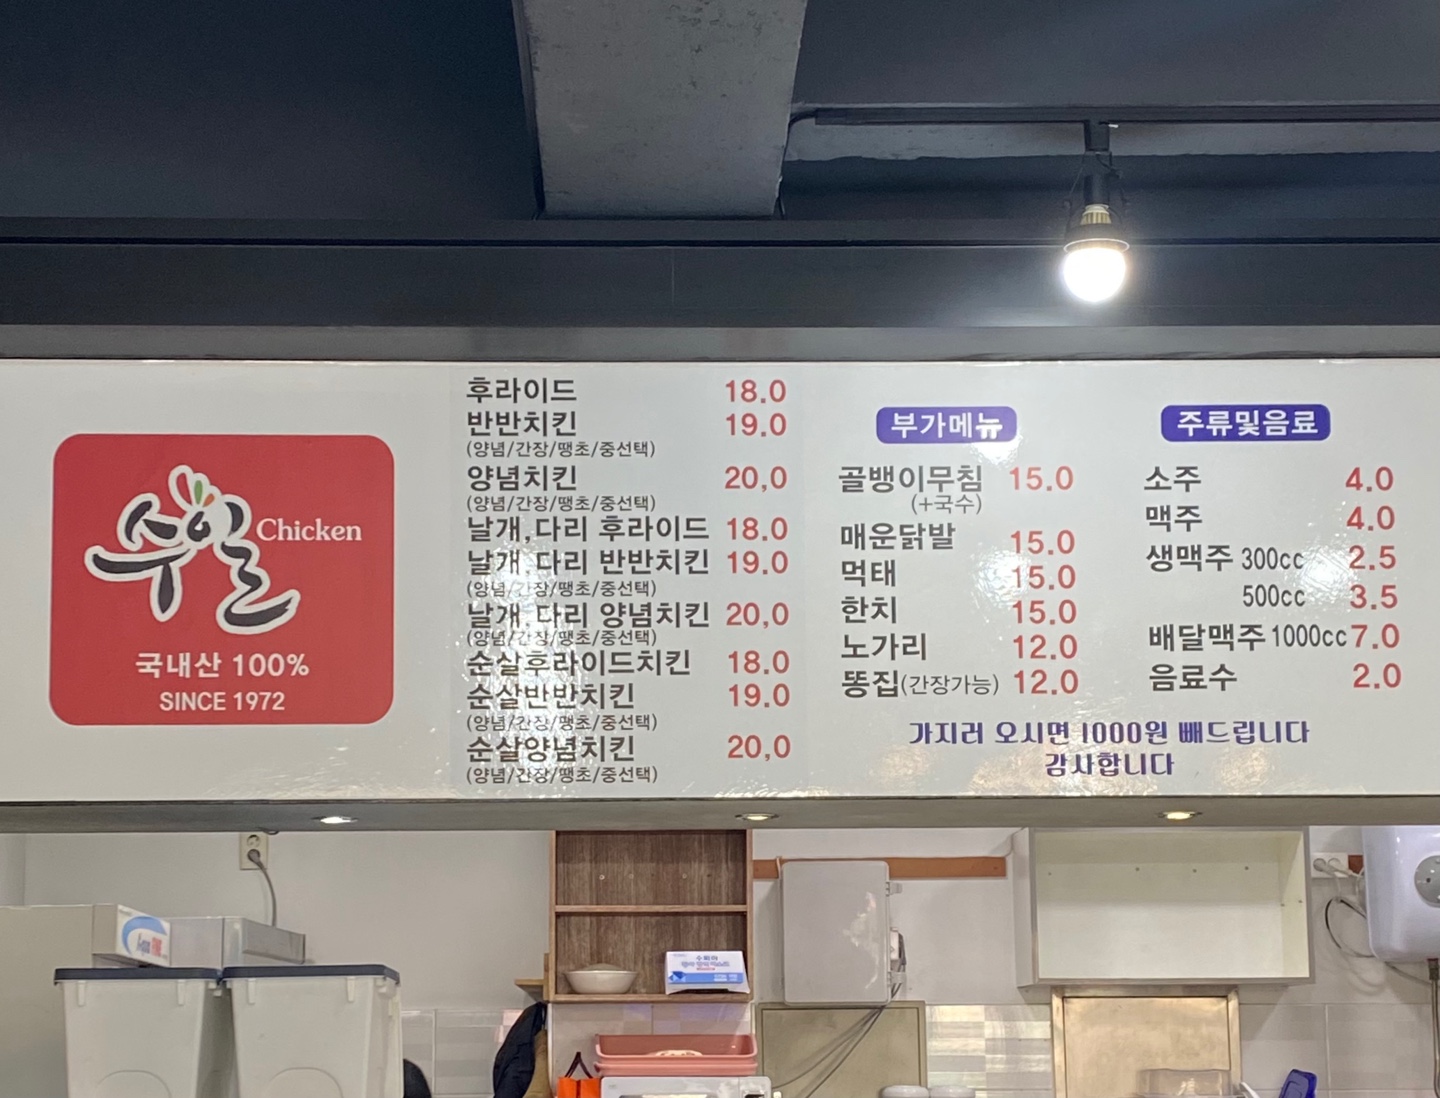 수일 Chicken
국내산 100%
SINCE 1972
후라이드 18.0
반반치킨 19.0
(양념/간장/땡초/중선택)
양념치킨 20,0
(양념/간장/땡초/중선택)
날개,다리 후라이드 18.0
날개,다리 반반치킨 19.0
(양념/간장/땡초/중선택)
날개,다리 양념치킨 20,0
(양념/간장/땡초/중선택)
순살후라이드치킨 18.0
순살반반치킨 19.0
(양념/간장/땡초/중선택)
순살양념치킨 20,0
(양념/간장/땡초/중선택)
부가메뉴
골뱅이무침 15.0
(+국수)
매운닭발 15.0
먹태 15.0
한치 15.0
노가리 12.0
똥집(간장가능) 12.0
주류및음료
소주 4.0
맥주 4.0
생맥주 300cc 2.5
500cc 3.5
배달맥주 1000cc 7.0
음료수 2.0
가지러 오시면 1000원 빼드립니다
감사합니다